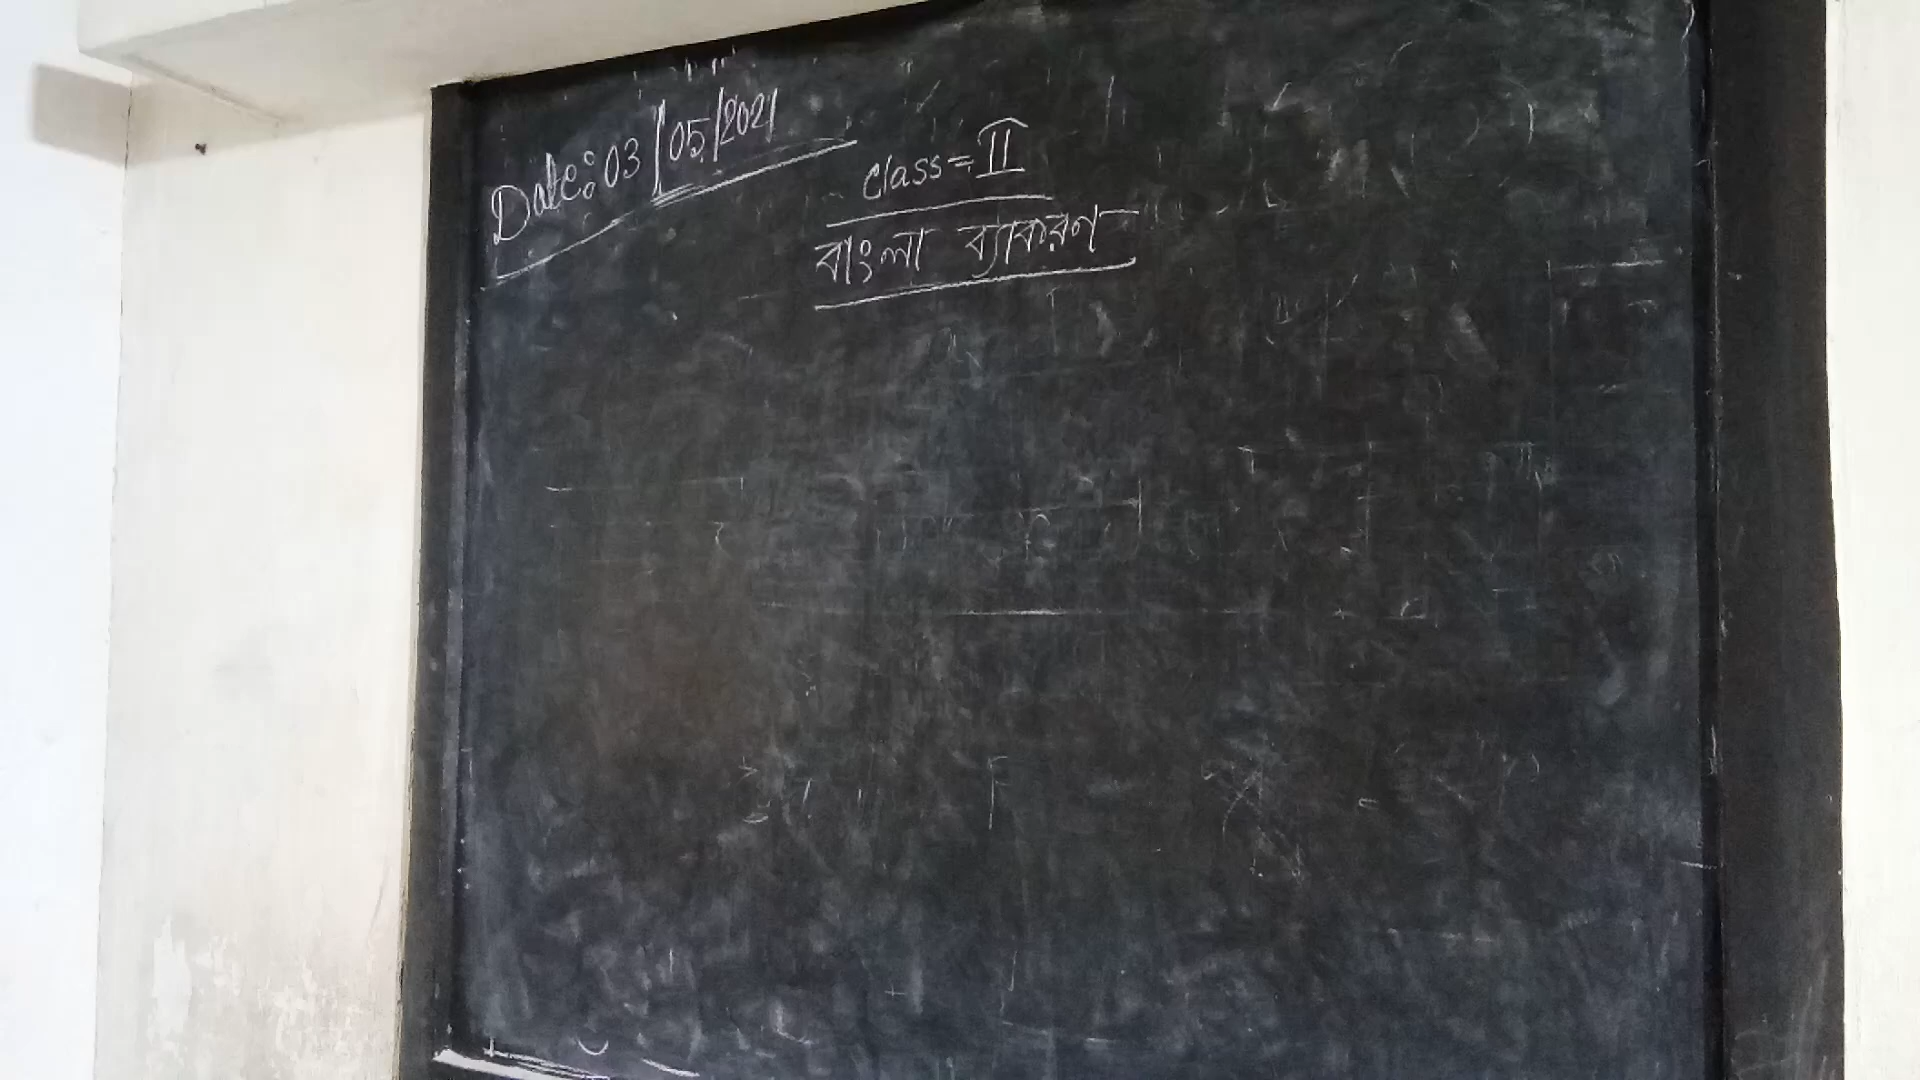 Date: 03/05/2021
class = II
বাংলা ব্যাকরণ